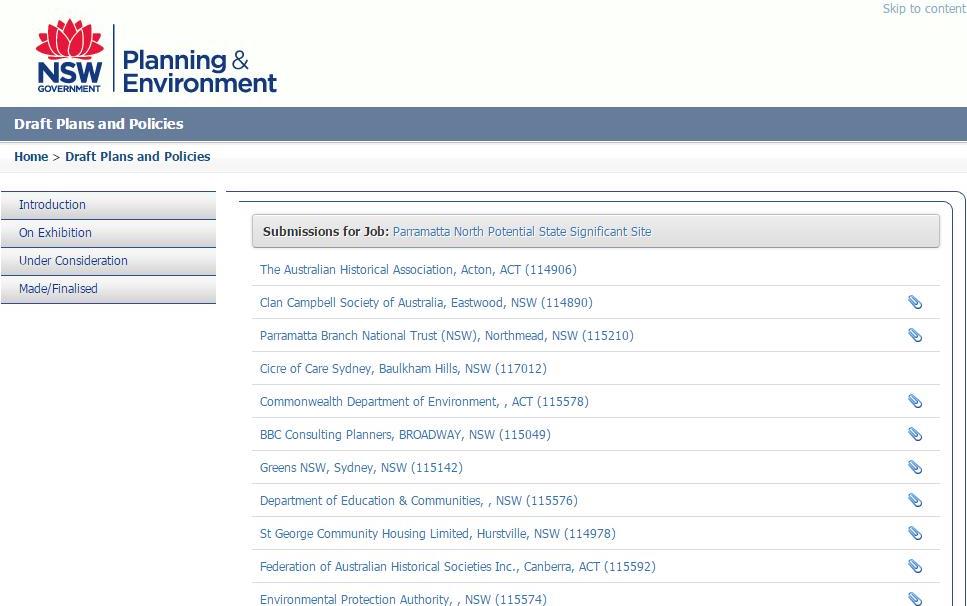 Skip to content
NSW
GOVERNMENT
Planning &
Environment
Draft Plans and Policies
Home > Draft Plans and Policies
Introduction
On Exhibition
Under Consideration
Made/Finalised
Submissions for Job: Parramatta North Potential State Significant Site
The Australian Historical Association, Acton, ACT (114906)
Clan Campbell Society of Australia, Eastwood, NSW (114890)
Parramatta Branch National Trust (NSW), Northmead, NSW (115210)
Cicre of Care Sydney, Baulkham Hills, NSW (117012)
Commonwealth Department of Environment, , ACT (115578)
BBC Consulting Planners, BROADWAY, NSW (115049)
Greens NSW, Sydney, NSW (115142)
Department of Education & Communities, , NSW (115576)
St George Community Housing Limited, Hurstville, NSW (114978)
Federation of Australian Historical Societies Inc., Canberra, ACT (115592)
Environmental Protection Authority, , NSW (115574)